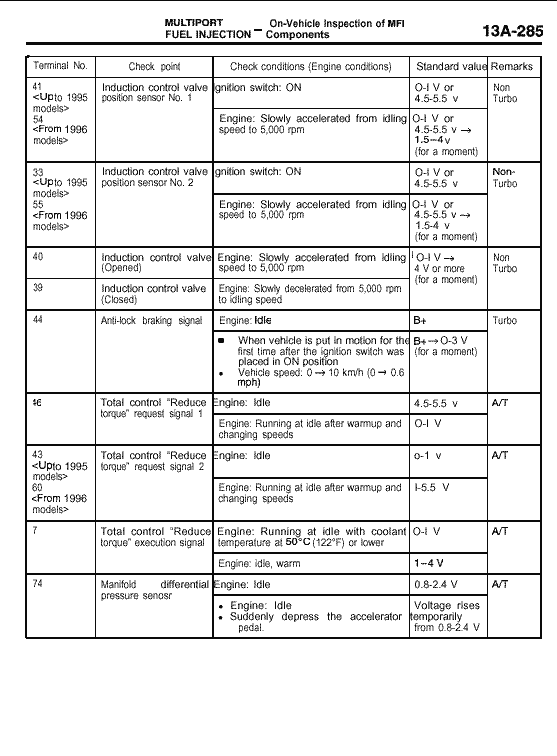 MULTIPORT
FUEL INJECTION – On-Vehicle Inspection of MFI
Components
13A-285
Terminal No. Check point Check conditions (Engine conditions) Standard value Remarks
41
<Upto 1995
models>
54
<From 1996
models>
Induction control valve
position sensor No. 1
gnition switch: ON
O-I V or
4.5-5.5 v
Non
Turbo
Engine: Slowly accelerated from idling
speed to 5,000 rpm
O-I V or
4.5-5.5 v →
1.5–4 v
(for a moment)
33
<Upto 1995
models>
55
<From 1996
models>
Induction control valve
position sensor No. 2
gnition switch: ON
O-I V or
4.5-5.5 v
Non-
Turbo
Engine: Slowly accelerated from idling
speed to 5,000 rpm
O-I V or
4.5-5.5 v →
1.5-4 v
(for a moment)
40
Induction control valve
(Opened)
Engine: Slowly accelerated from idling
speed to 5,000 rpm
O-I V →
4 V or more
(for a moment)
Non
Turbo
39
Induction control valve
(Closed)
Engine: Slowly decelerated from 5,000 rpm
to idling speed
44
Anti-lock braking signal
Engine: Idle
B+
Turbo
■ When vehicle is put in motion for the
first time after the ignition switch was
placed in ON position
• Vehicle speed: 0 → 10 km/h (0 → 0.6
mph)
B+ → O-3 V
(for a moment)
46
Total control "Reduce
torque" request signal 1
Engine: Idle
4.5-5.5 v
A/T
Engine: Running at idle after warmup and
changing speeds
O-I V
43
<Upto 1995
models>
60
<From 1996
models>
Total control "Reduce
torque" request signal 2
Engine: Idle
o-1 v
A/T
Engine: Running at idle after warmup and
changing speeds
I-5.5 V
7
Total control "Reduce
torque" execution signal
Engine: Running at idle with coolant
temperature at 50°C (122°F) or lower
O-I V
A/T
Engine: idle, warm
1–4 V
74
Manifold differential
pressure senosr
Engine: Idle
0.8-2.4 V
A/T
• Engine: Idle
• Suddenly depress the accelerator
pedal.
Voltage rises
temporarily
from 0.8-2.4 V